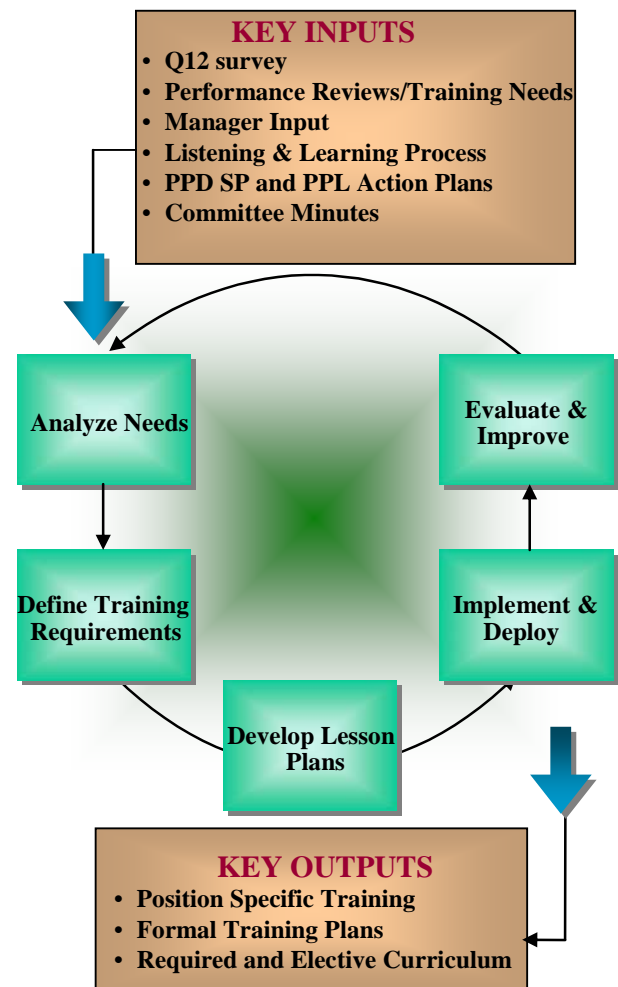 KEY INPUTS
• Q12 survey
• Performance Reviews/Training Needs
• Manager Input
• Listening & Learning Process
• PPD SP and PPL Action Plans
• Committee Minutes
Analyze Needs
Evaluate &
Improve
Define Training
Requirements
Implement &
Deploy
Develop Lesson
Plans
KEY OUTPUTS
• Position Specific Training
• Formal Training Plans
• Required and Elective Curriculum